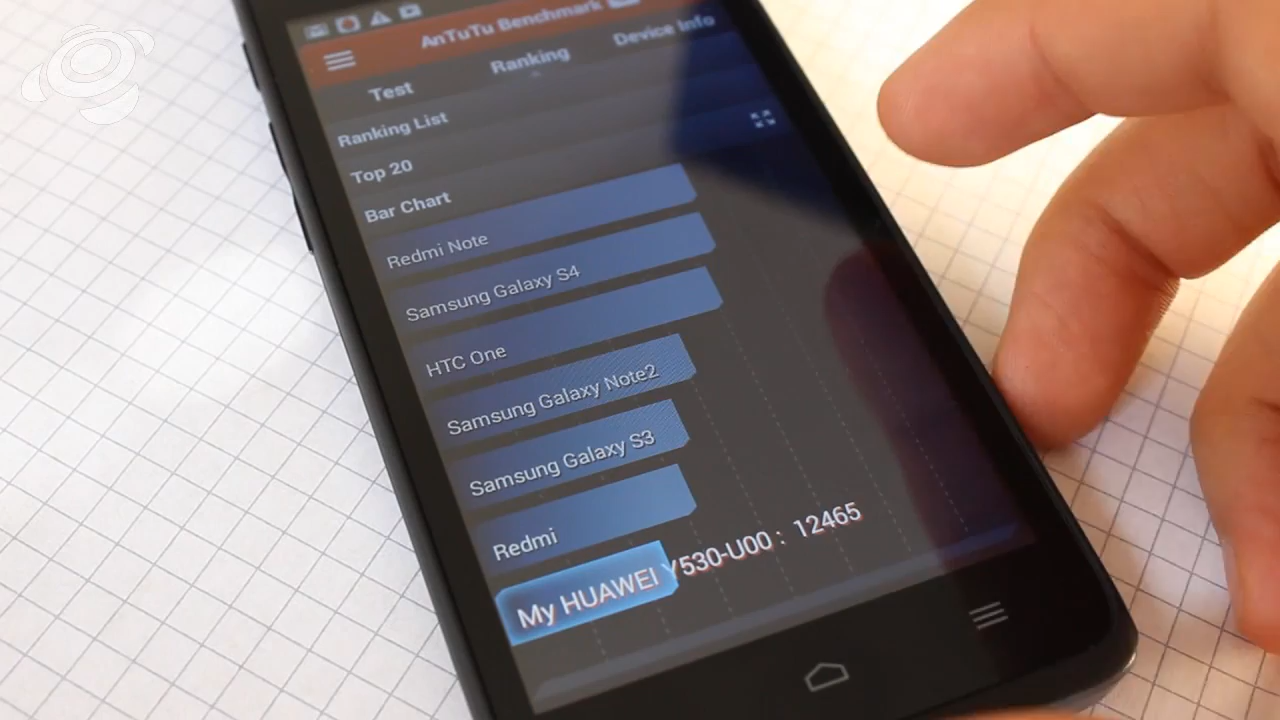 AnTuTu Benchmark
Test Ranking Device Info
Ranking List
Top 20
Bar Chart
Redmi Note
Samsung Galaxy S4
HTC One
Samsung Galaxy Note2
Samsung Galaxy S3
Redmi
My HUAWEI Y530-U00 : 12465